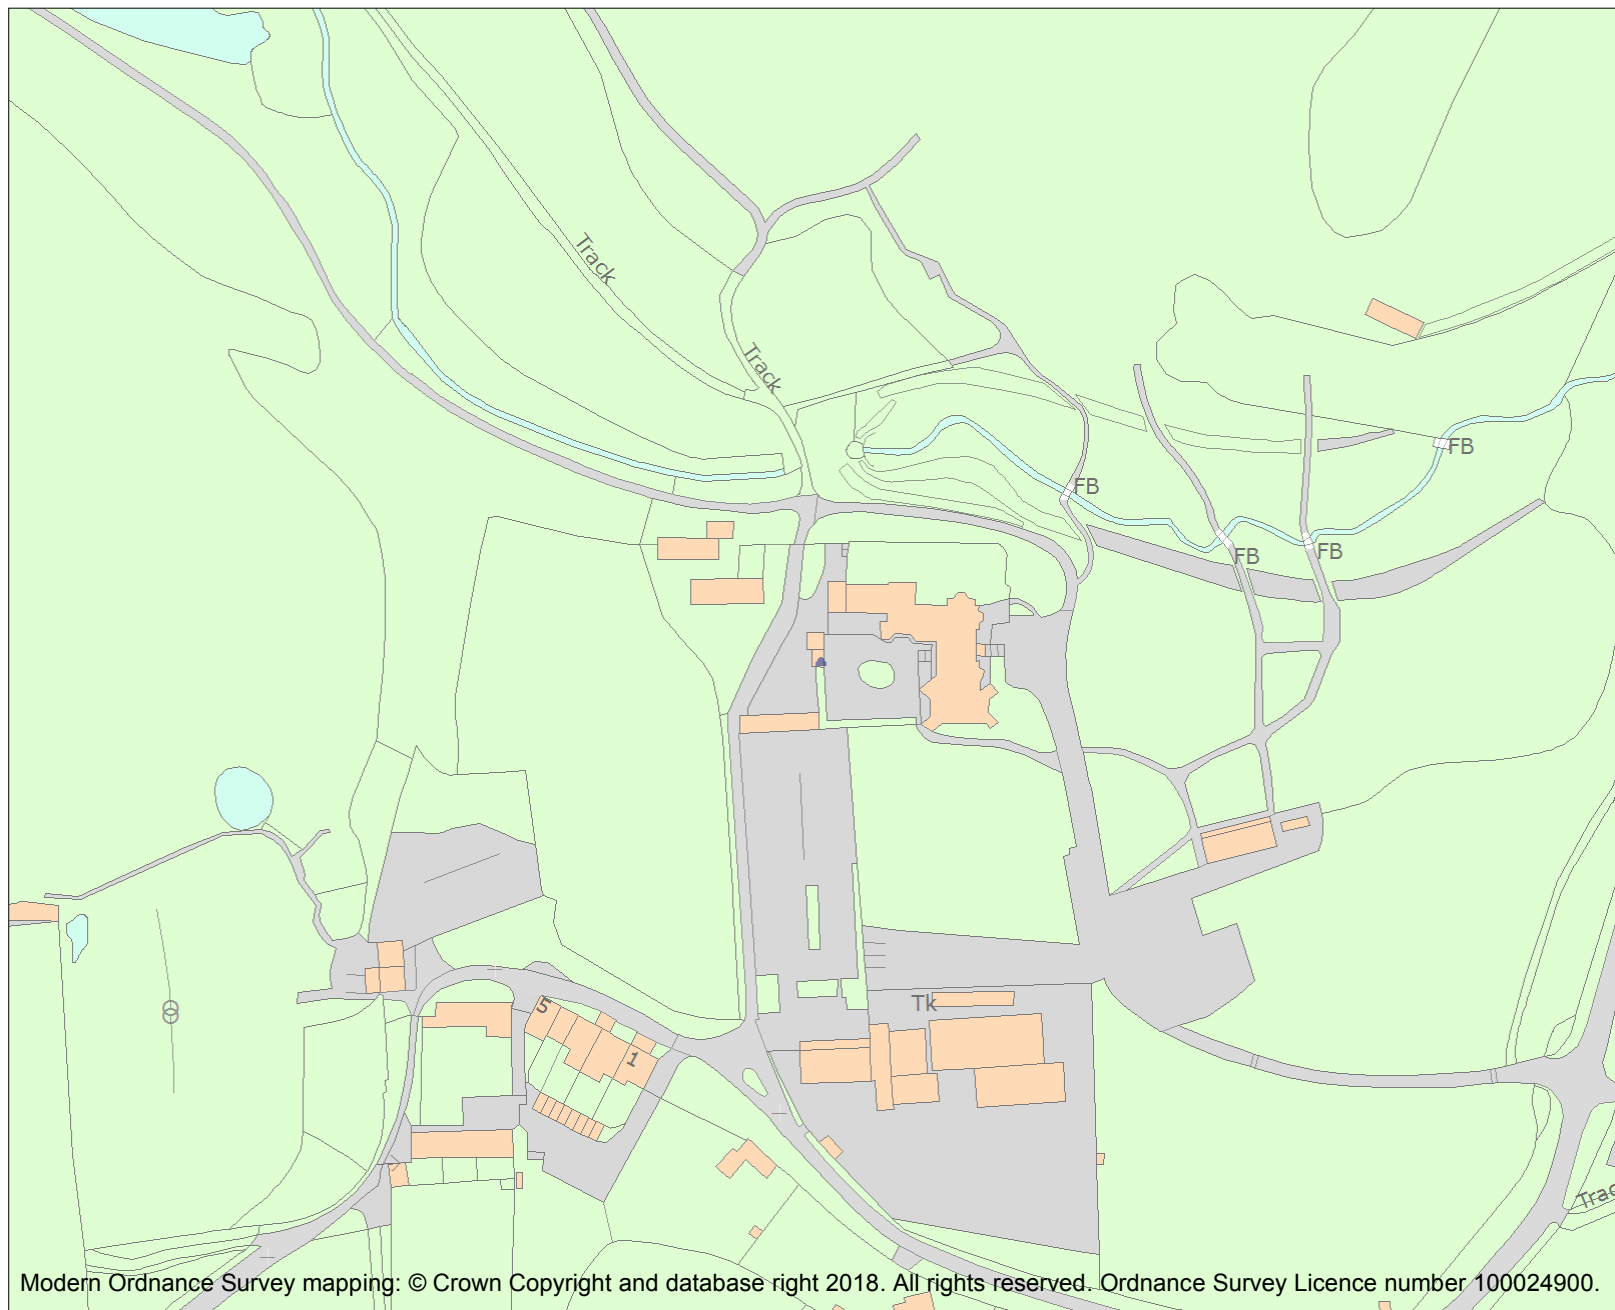 Track
Track
FB
FB
FB
FB
Tk
5
1
Trac
Modern Ordnance Survey mapping: © Crown Copyright and database right 2018. All rights reserved. Ordnance Survey Licence number 100024900.